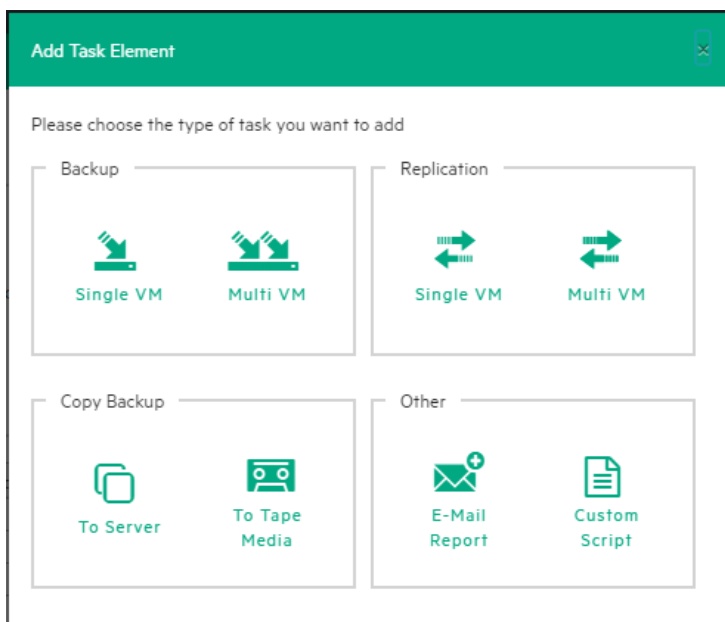 Add Task Element
Please choose the type of task you want to add
Backup
Single VM
Multi VM
Replication
Single VM
Multi VM
Copy Backup
To Server
To Tape
Media
Other
E-Mail
Report
Custom
Script